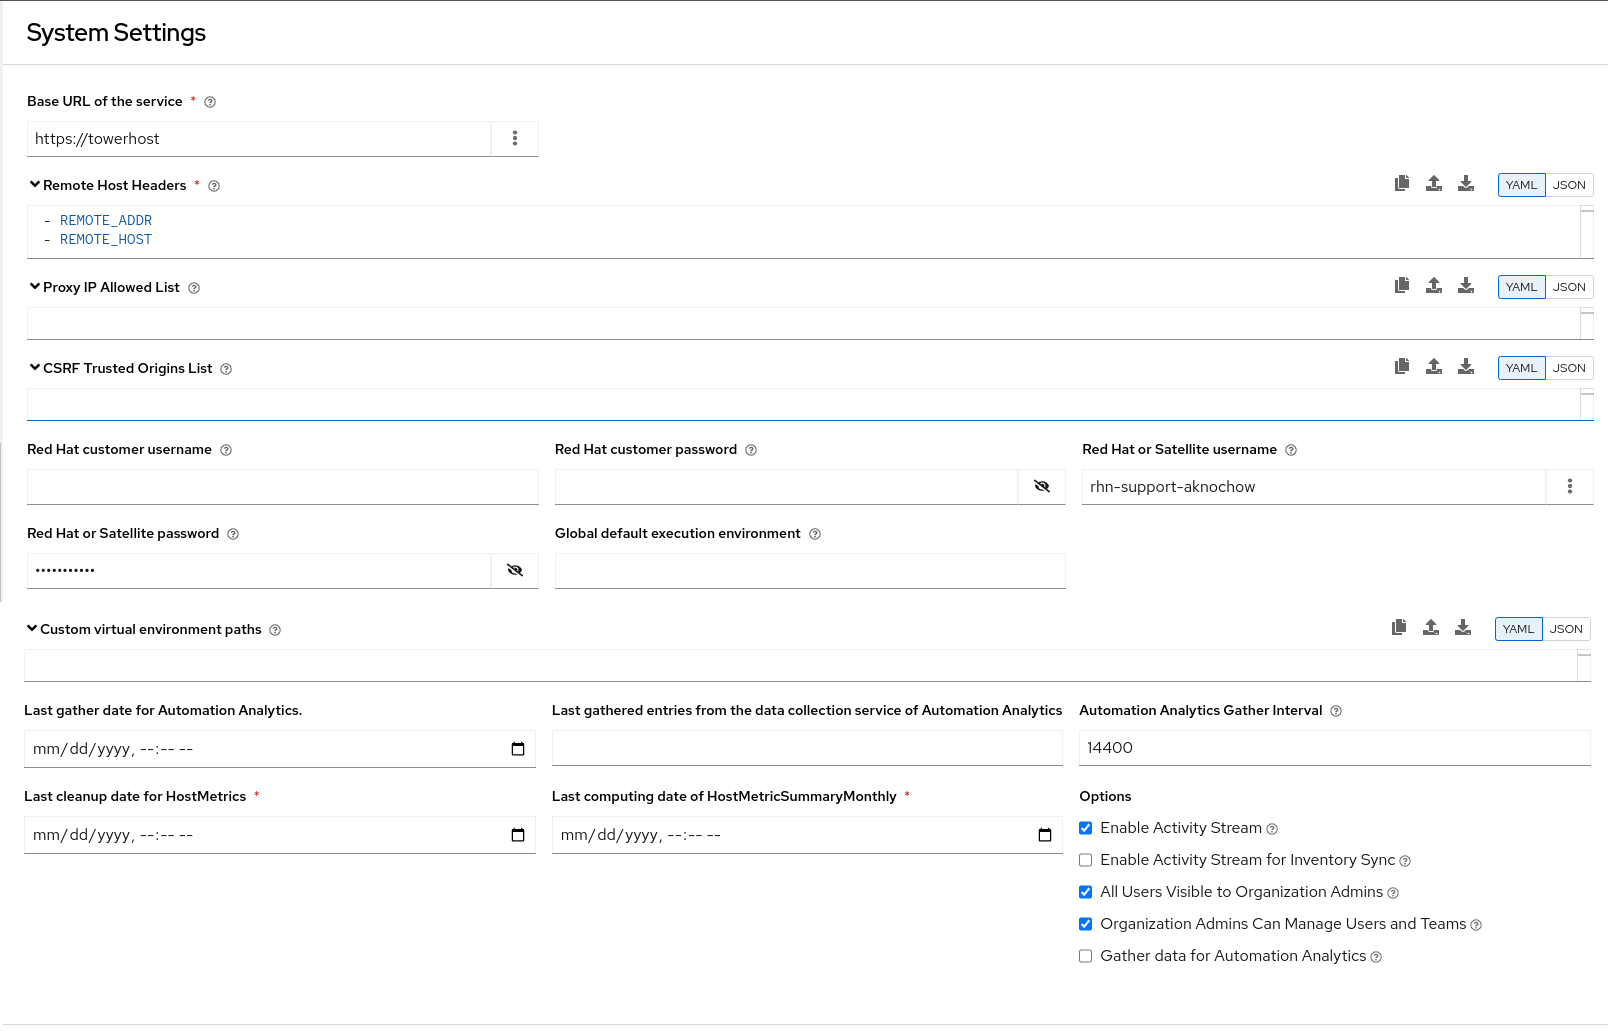 System Settings
Base URL of the service *
https://towerhost
Remote Host Headers * YAML JSON
- REMOTE_ADDR
- REMOTE_HOST
Proxy IP Allowed List YAML JSON
CSRF Trusted Origins List YAML JSON
Red Hat customer username Red Hat customer password Red Hat or Satellite username
rhn-support-aknochow
Red Hat or Satellite password Global default execution environment
•••••••••••
Custom virtual environment paths YAML JSON
Last gather date for Automation Analytics. Last gathered entries from the data collection service of Automation Analytics Automation Analytics Gather Interval
mm/dd/yyyy, --:-- -- 14400
Last cleanup date for HostMetrics * Last computing date of HostMetricSummaryMonthly * Options
mm/dd/yyyy, --:-- -- mm/dd/yyyy, --:-- --
Enable Activity Stream
Enable Activity Stream for Inventory Sync
All Users Visible to Organization Admins
Organization Admins Can Manage Users and Teams
Gather data for Automation Analytics